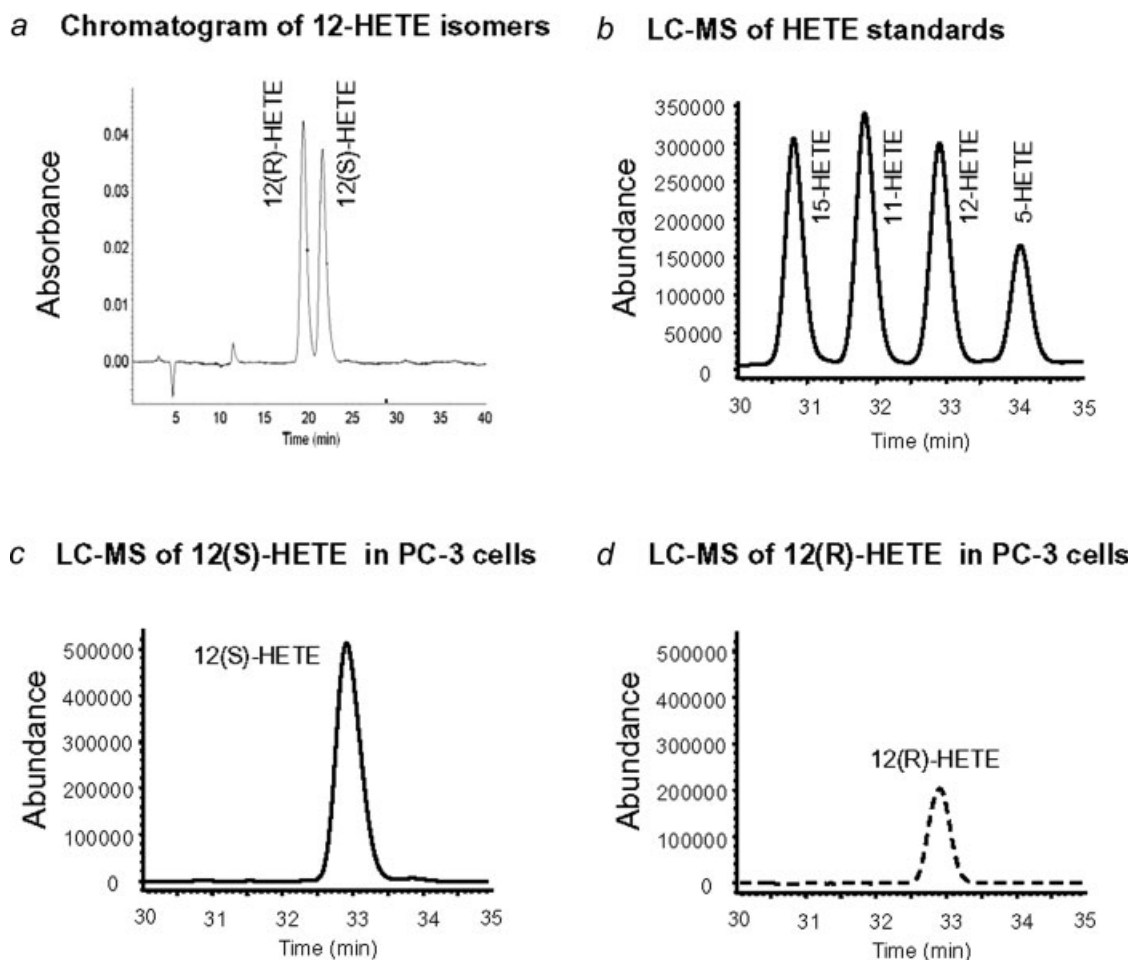 a Chromatogram of 12-HETE isomers
Absorbance
0.04
0.03
0.02
0.01
0.00
12(R)-HETE
12(S)-HETE
5 10 15 20 25 30 35 40
Time (min)
b LC-MS of HETE standards
Abundance
350000
300000
250000
200000
150000
100000
50000
0
15-HETE
11-HETE
12-HETE
5-HETE
30 31 32 33 34 35
Time (min)
c LC-MS of 12(S)-HETE in PC-3 cells
Abundance
500000
400000
300000
200000
100000
0
12(S)-HETE
30 31 32 33 34 35
Time (min)
d LC-MS of 12(R)-HETE in PC-3 cells
Abundance
500000
400000
300000
200000
100000
0
12(R)-HETE
30 31 32 33 34 35
Time (min)